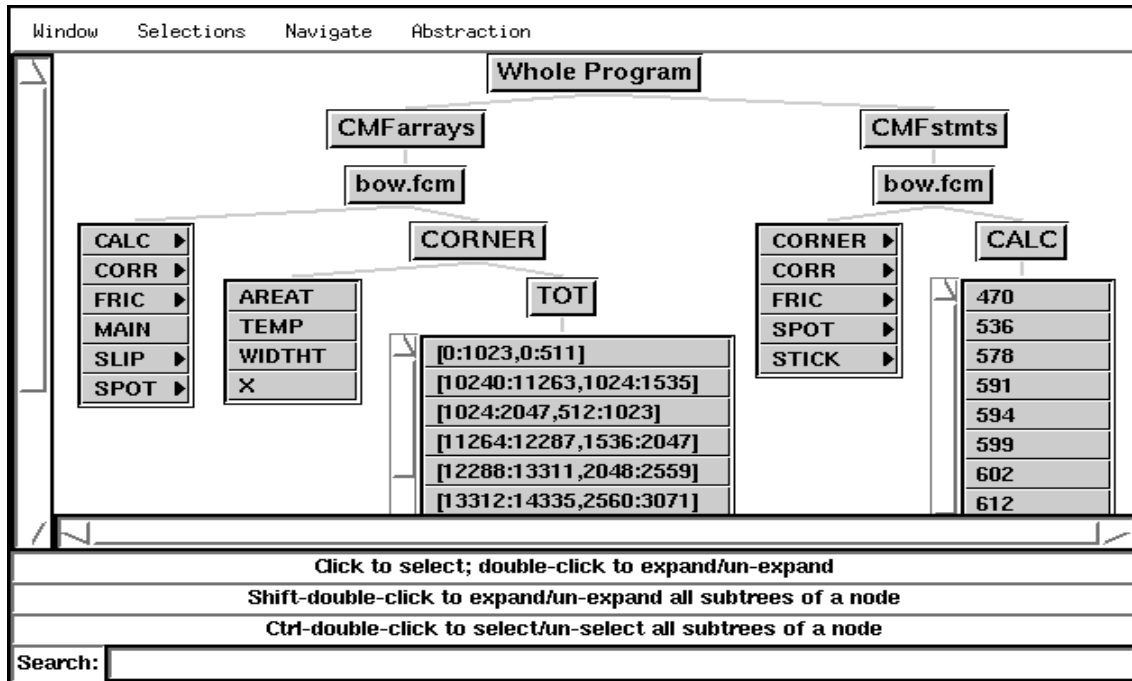 Window Selections Navigate Abstraction
Whole Program
CMFarrays CMFstmts
bow.fcm bow.fcm
CALC
CORR
FRIC
MAIN
SLIP
SPOT
CORNER
AREAT
TEMP
WIDTHT
X
TOT
[0:1023,0:511]
[10240:11263,1024:1535]
[1024:2047,512:1023]
[11264:12287,1536:2047]
[12288:13311,2048:2559]
[13312:14335,2560:3071]
CORNER
CORR
FRIC
SPOT
STICK
CALC
470
536
578
591
594
599
602
612
Click to select; double-click to expand/un-expand
Shift-double-click to expand/un-expand all subtrees of a node
Ctrl-double-click to select/un-select all subtrees of a node
Search: